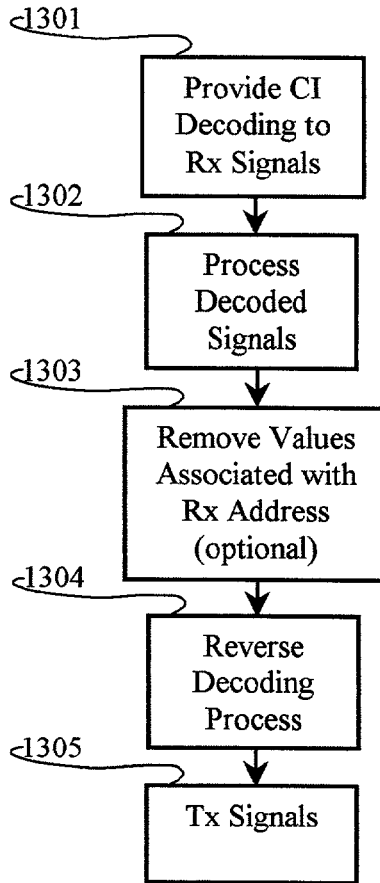 1301
Provide CI
Decoding to
Rx Signals
1302
Process
Decoded
Signals
1303
Remove Values
Associated with
Rx Address
(optional)
1304
Reverse
Decoding
Process
1305
Tx Signals